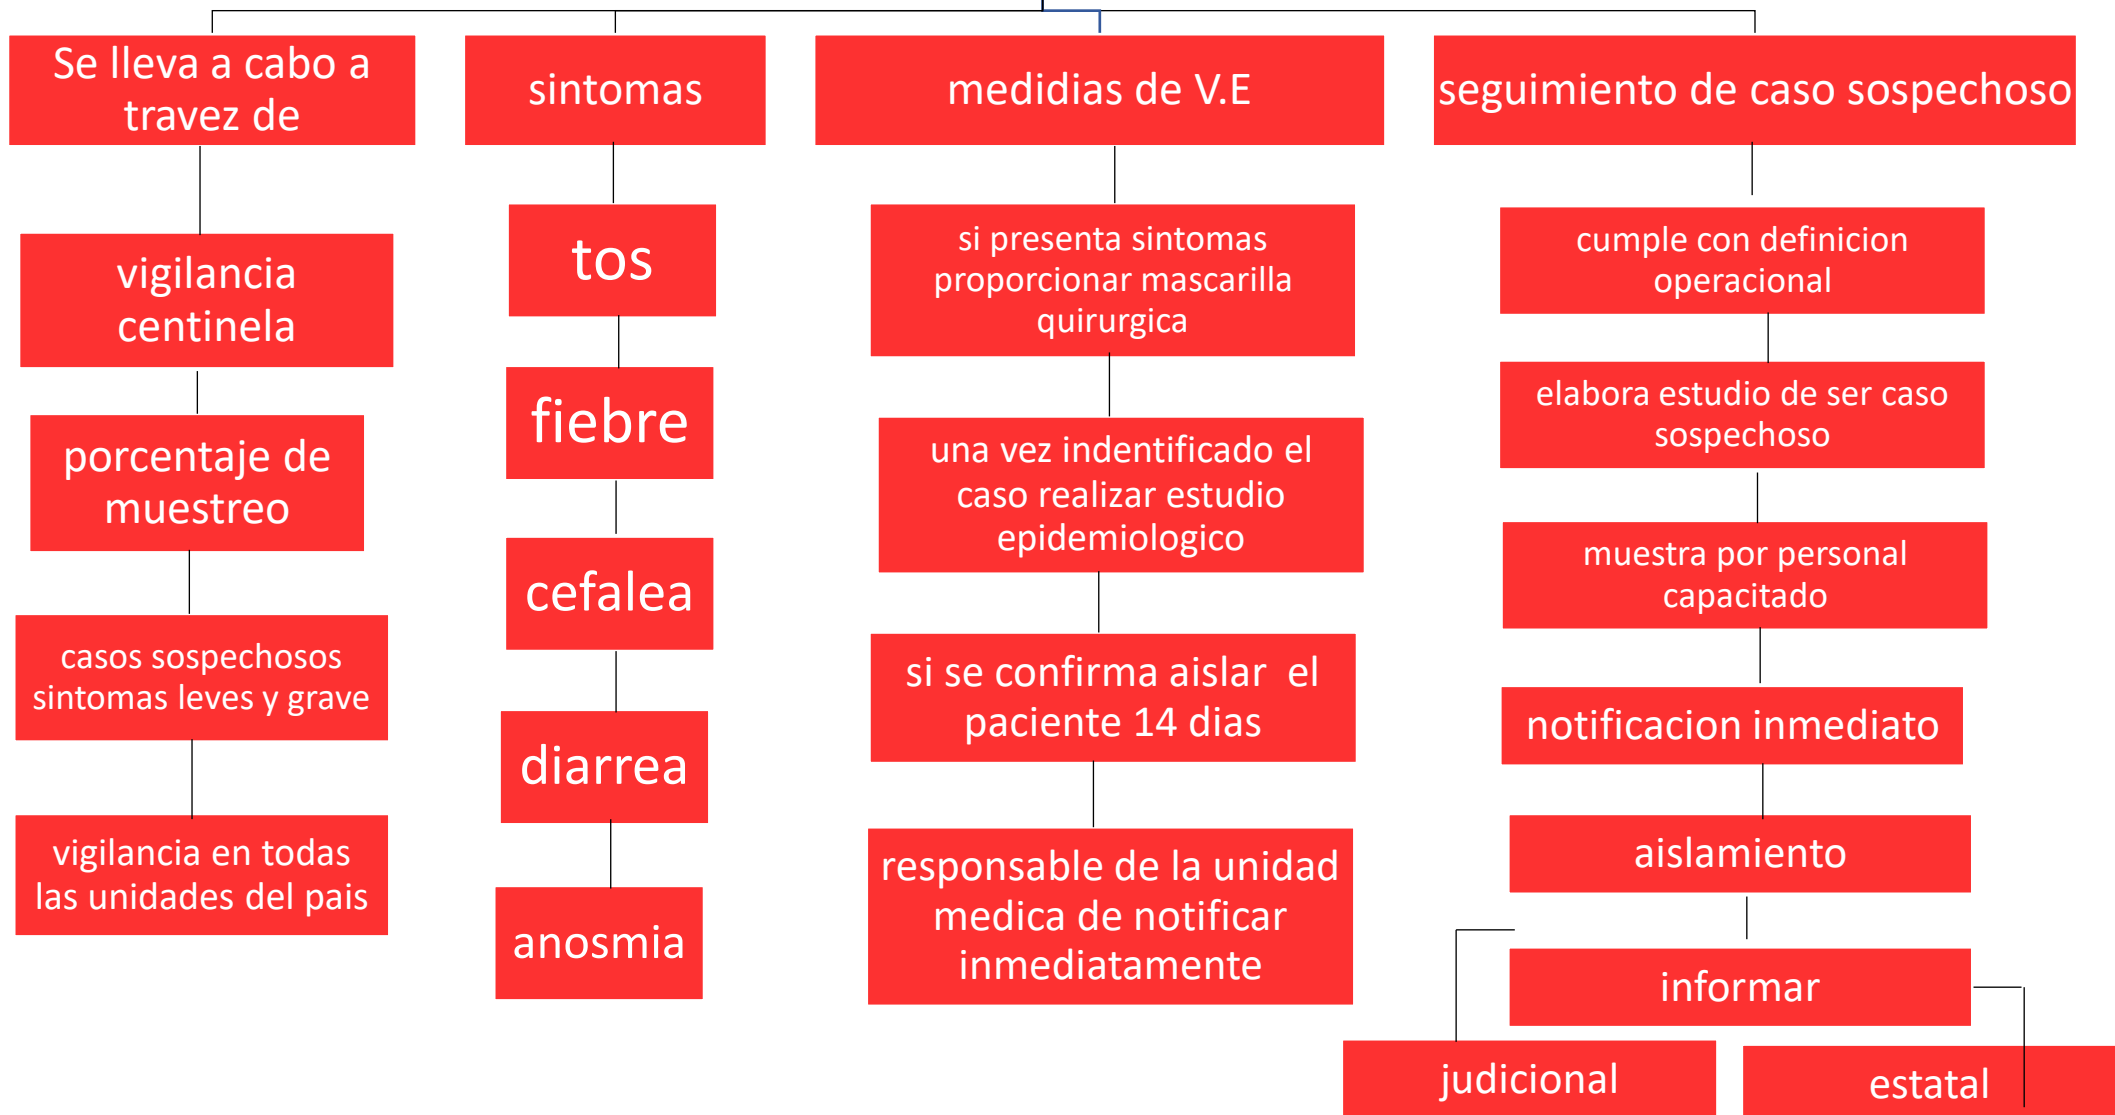 Se lleva a cabo a
travez de
vigilancia
centinela
porcentaje de
muestreo
casos sospechosos
sintomas leves y grave
vigilancia en todas
las unidades del pais
sintomas
tos
fiebre
cefalea
diarrea
anosmia
medidias de V.E
si presenta sintomas
proporcionar mascarilla
quirurgica
una vez indentificado el
caso realizar estudio
epidemiologico
si se confirma aislar el
paciente 14 dias
responsable de la unidad
medica de notificar
inmediatamente
seguimiento de caso sospechoso
cumple con definicion
operacional
elabora estudio de ser caso
sospechoso
muestra por personal
capacitado
notificacion inmediato
aislamiento
informar
judicional
estatal